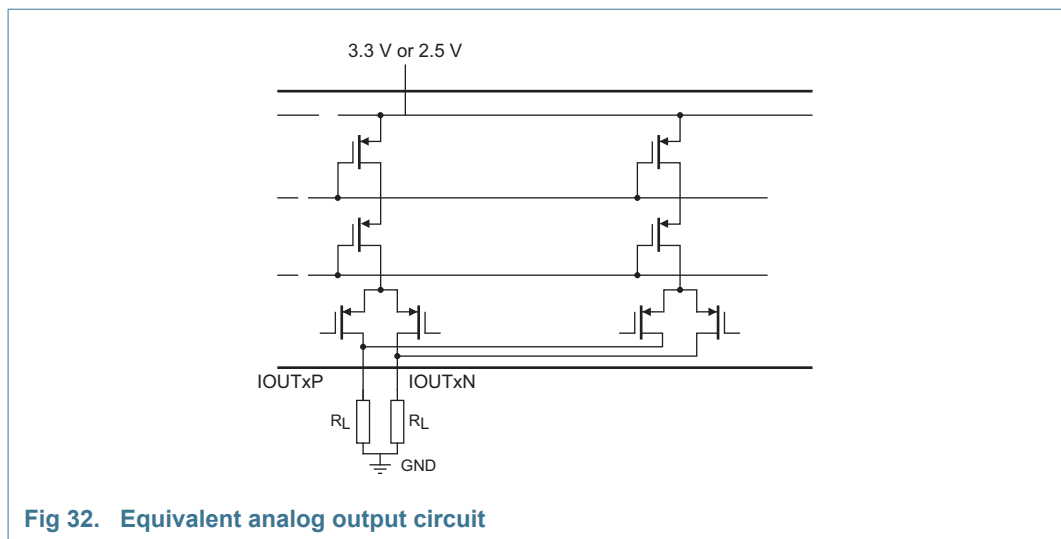 3.3 V or 2.5 V
IOUTxP
IOUTxN
RL
RL
GND
Fig 32. Equivalent analog output circuit